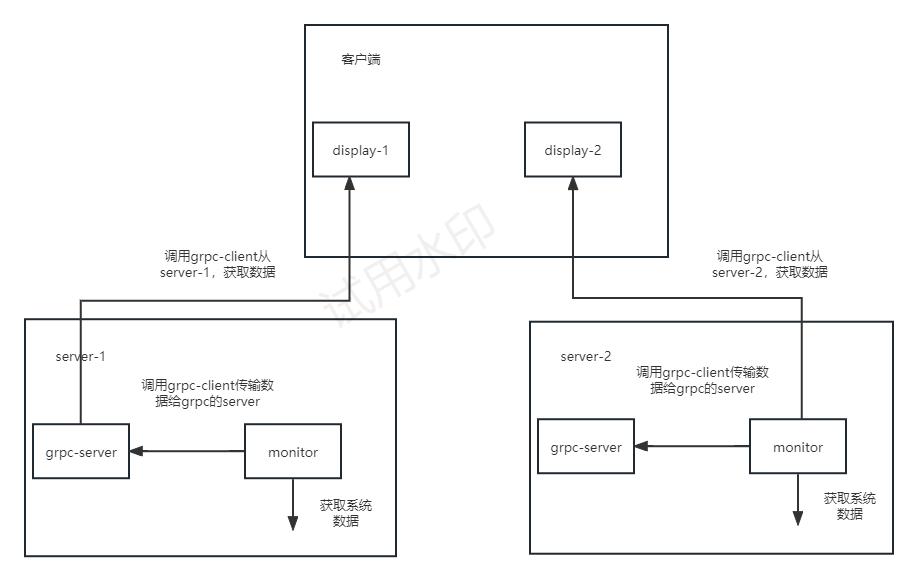 客户端
display-1
display-2
试用水印
调用grpc-client从
server-1，获取数据
调用grpc-client从
server-2，获取数据
server-1
调用grpc-client传输数
据给grpc的server
grpc-server
monitor
获取系统
数据
server-2
调用grpc-client传输数
据给grpc的server
grpc-server
monitor
获取系统
数据